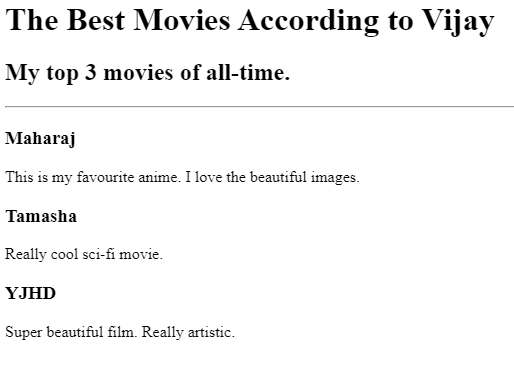 The Best Movies According to Vijay
My top 3 movies of all-time.
Maharaj
This is my favourite anime. I love the beautiful images.
Tamasha
Really cool sci-fi movie.
YJHD
Super beautiful film. Really artistic.